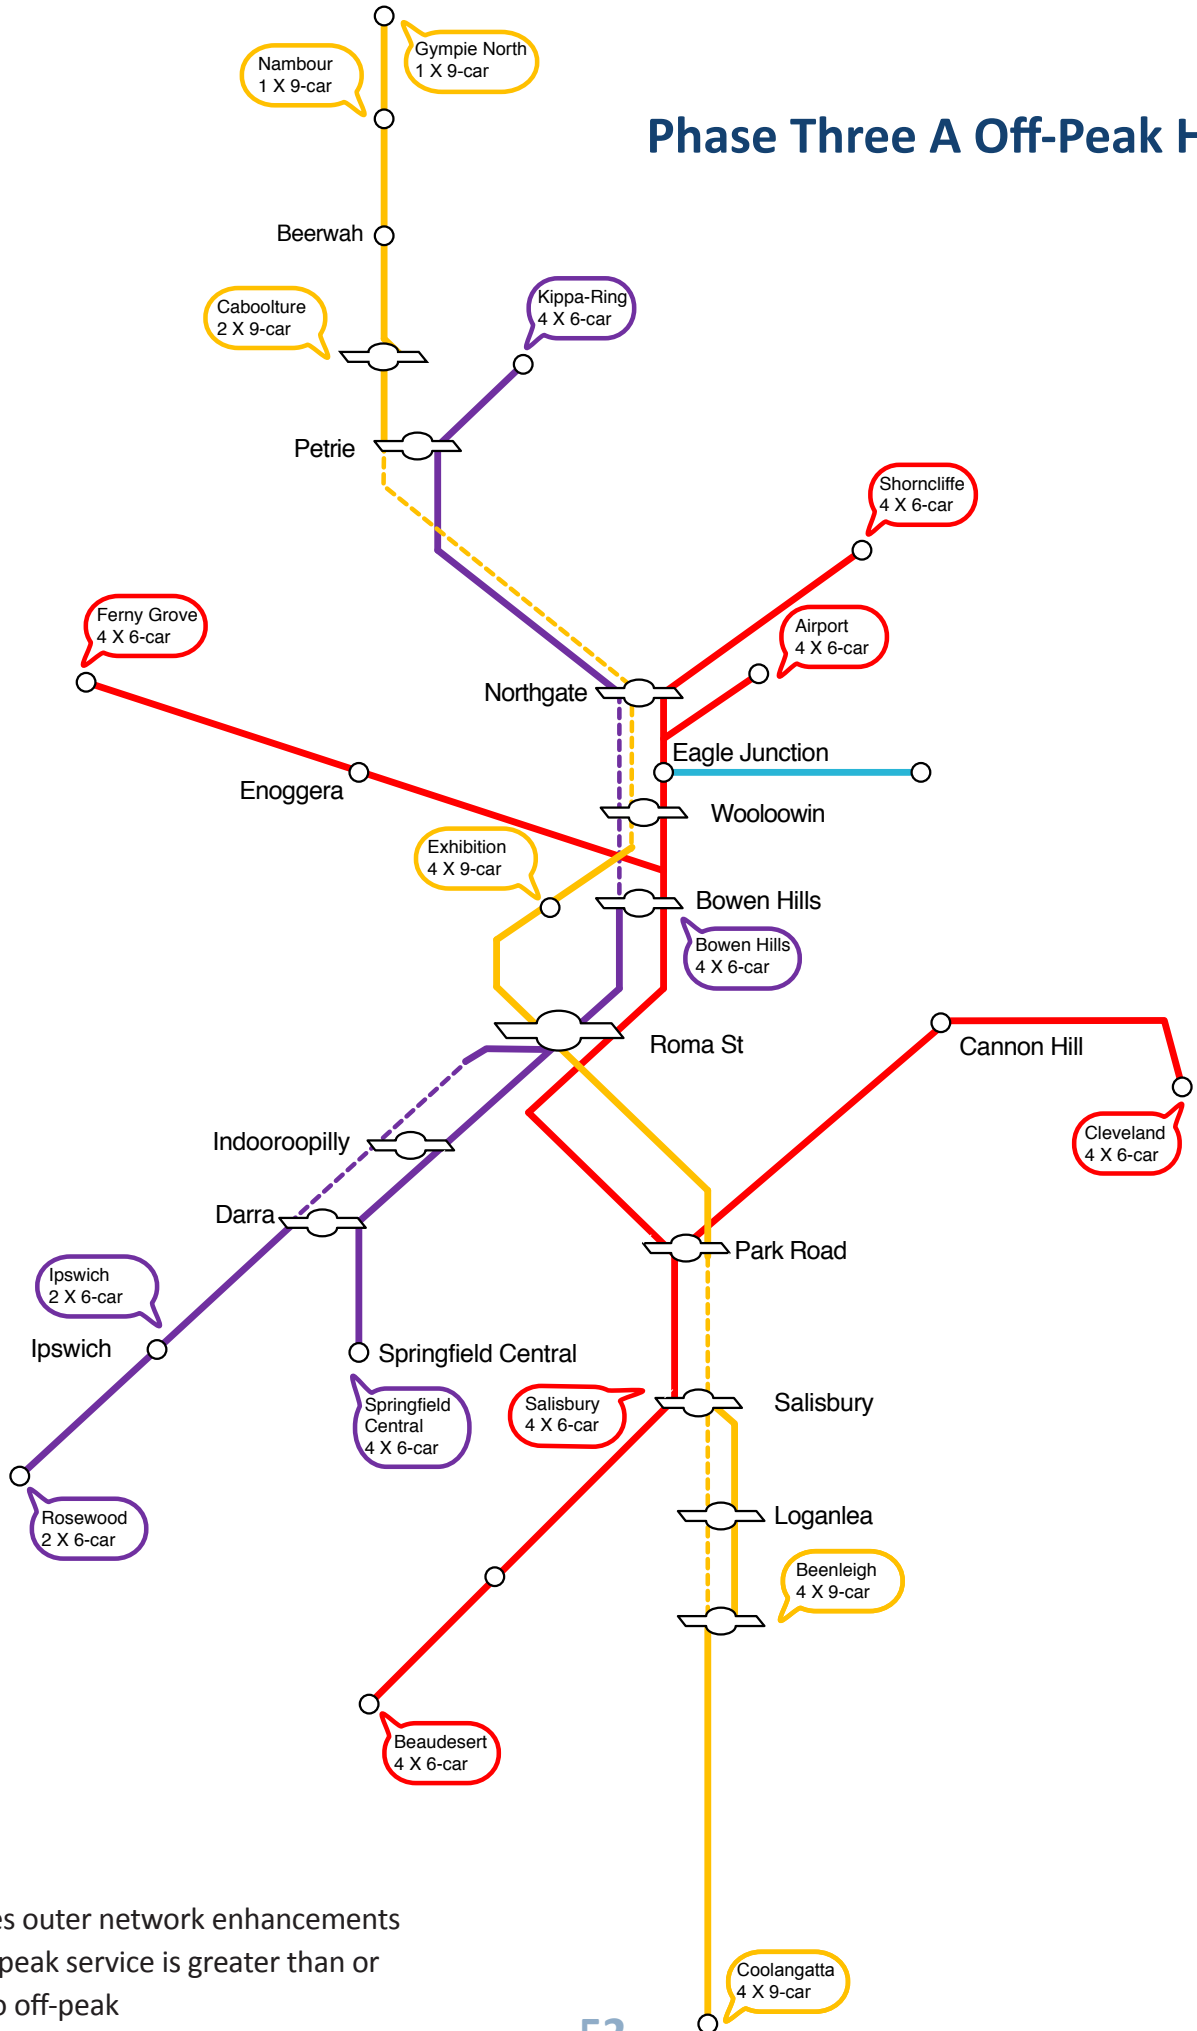 Gympie North
1 X 9-car
Nambour
1 X 9-car
Phase Three A Off-Peak H
Beerwah
Caboolture
2 X 9-car
Kippa-Ring
4 X 6-car
Petrie
Shorncliffe
4 X 6-car
Ferny Grove
4 X 6-car
Airport
4 X 6-car
Northgate
Eagle Junction
Enoggera
Wooloowin
Exhibition
4 X 9-car
Bowen Hills
Bowen Hills
4 X 6-car
Roma St
Cannon Hill
Indooroopilly
Cleveland
4 X 6-car
Darra
Park Road
Ipswich
2 X 6-car
Ipswich
Springfield Central
Springfield
Central
4 X 6-car
Salisbury
4 X 6-car
Salisbury
Rosewood
2 X 6-car
Loganlea
Beenleigh
4 X 9-car
Beaudesert
4 X 6-car
es outer network enhancements
peak service is greater than or
o off-peak
Coolangatta
4 X 9-car
52